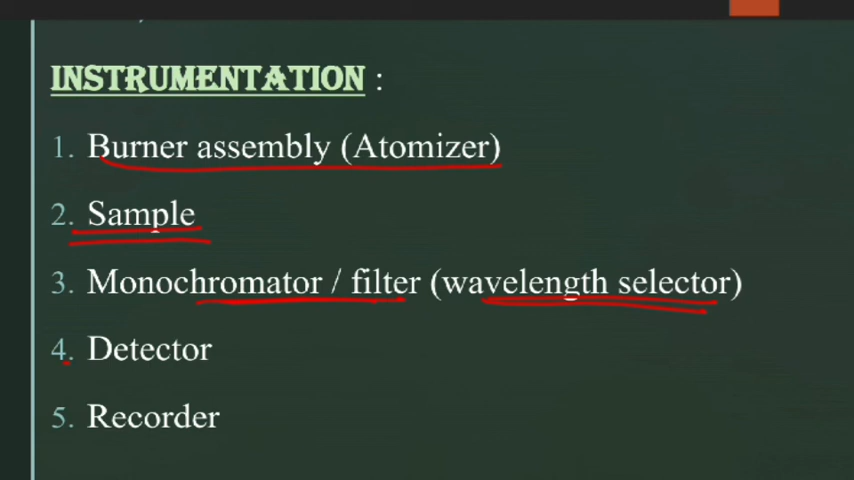 INSTRUMENTATION :
1. Burner assembly (Atomizer)
2. Sample
3. Monochromator / filter (wavelength selector)
4. Detector
5. Recorder